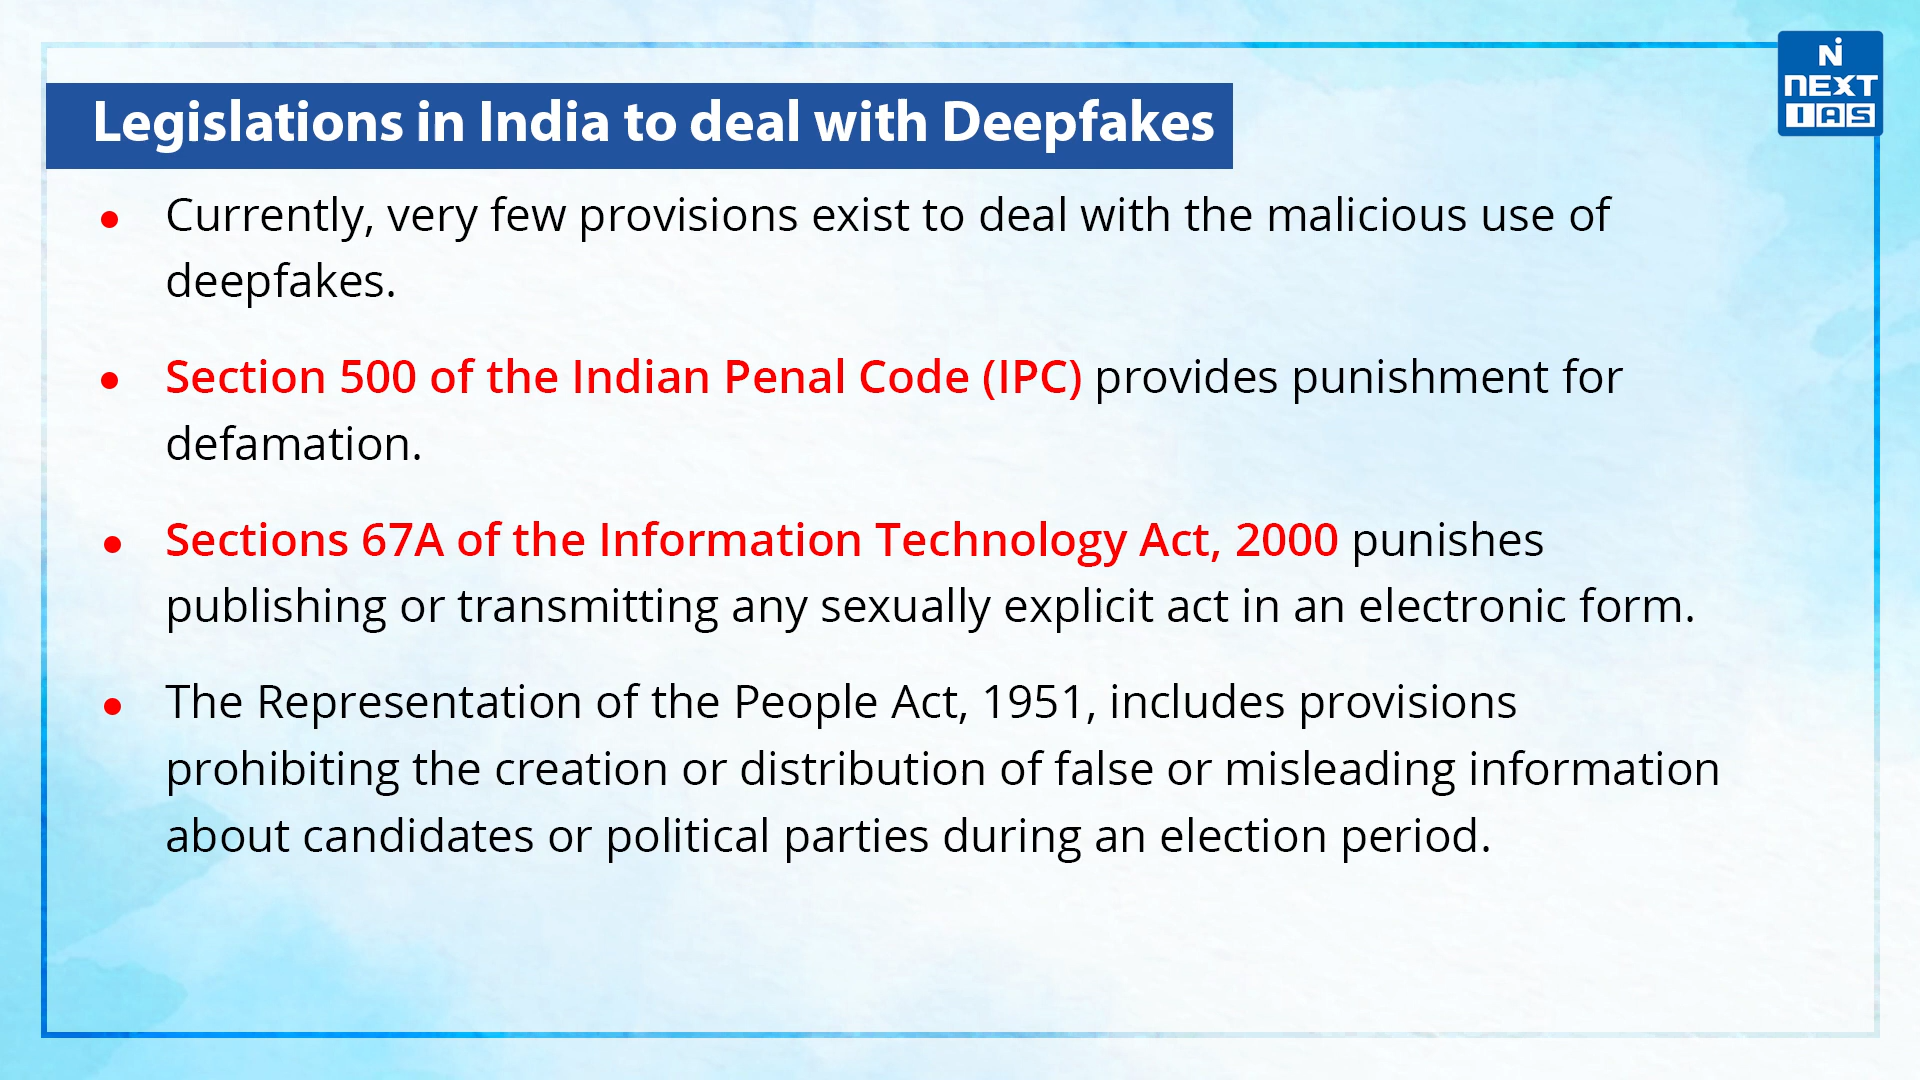 Legislations in India to deal with Deepfakes
N
NEXT
IAS
● Currently, very few provisions exist to deal with the malicious use of
deepfakes.
● Section 500 of the Indian Penal Code (IPC) provides punishment for
defamation.
● Sections 67A of the Information Technology Act, 2000 punishes
publishing or transmitting any sexually explicit act in an electronic form.
● The Representation of the People Act, 1951, includes provisions
prohibiting the creation or distribution of false or misleading information
about candidates or political parties during an election period.